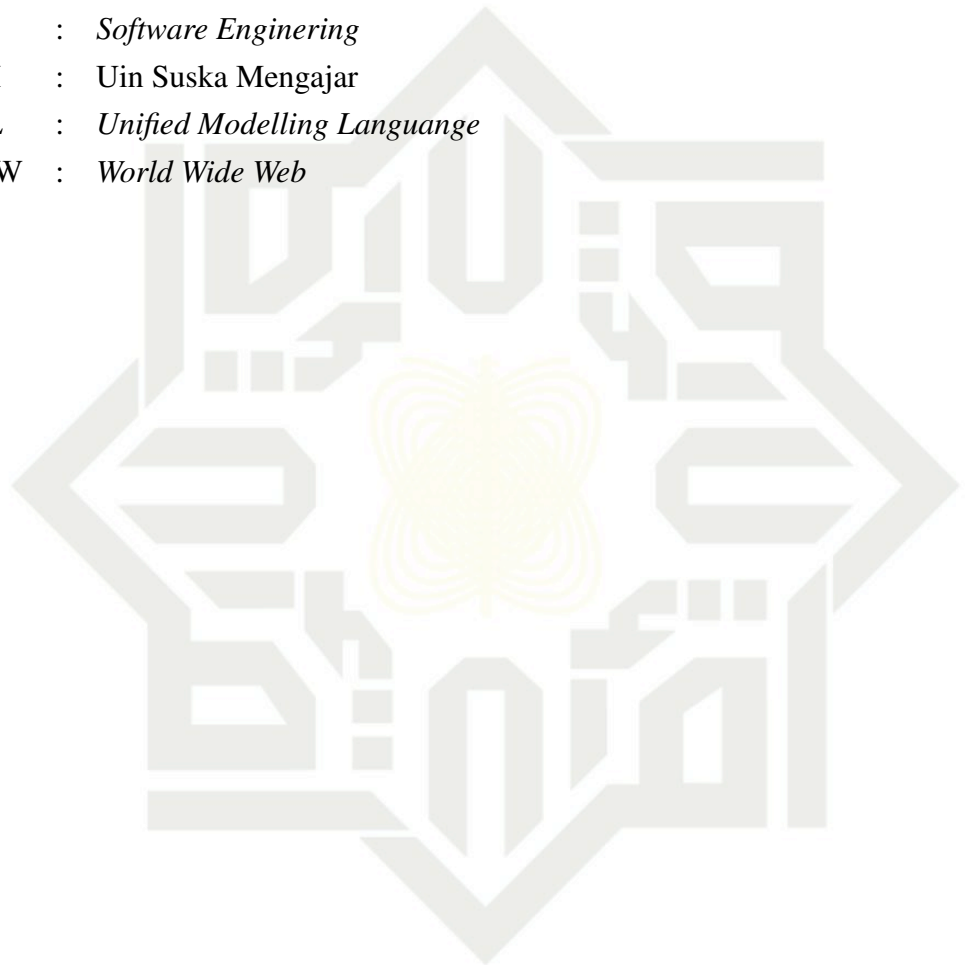 : Software Enginering
: Uin Suska Mengajar
: Unified Modelling Languange
W : World Wide Web